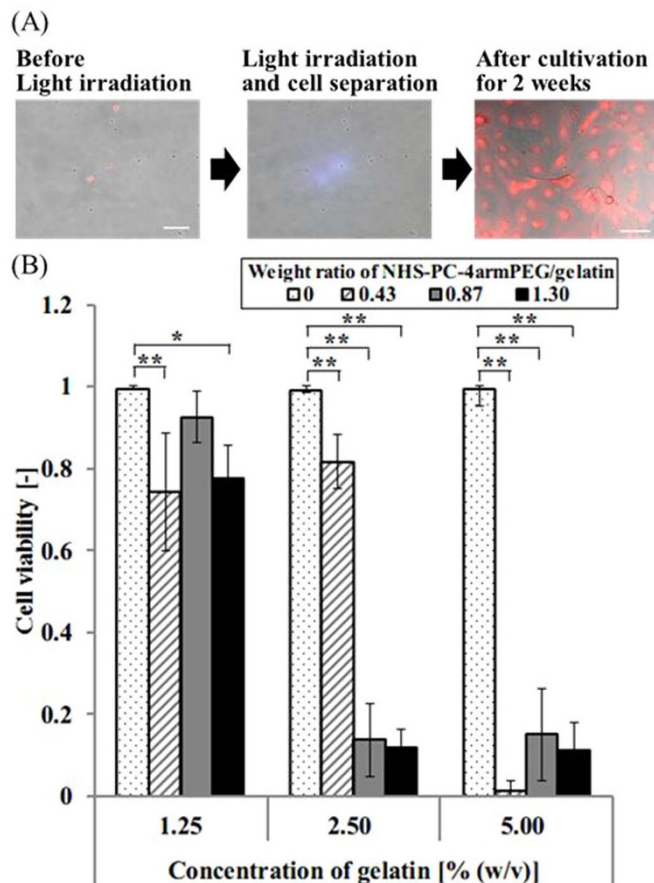 (A)
Before
Light irradiation
Light irradiation
and cell separation
After cultivation
for 2 weeks
(B)
Weight ratio of NHS-PC-4armPEG/gelatin
0 0.43 0.87 1.30
Cell viability [-]
1.2
1
0.8
0.6
0.4
0.2
0
*
**
**
**
**
**
**
**
1.25 2.50 5.00
Concentration of gelatin [% (w/v)]